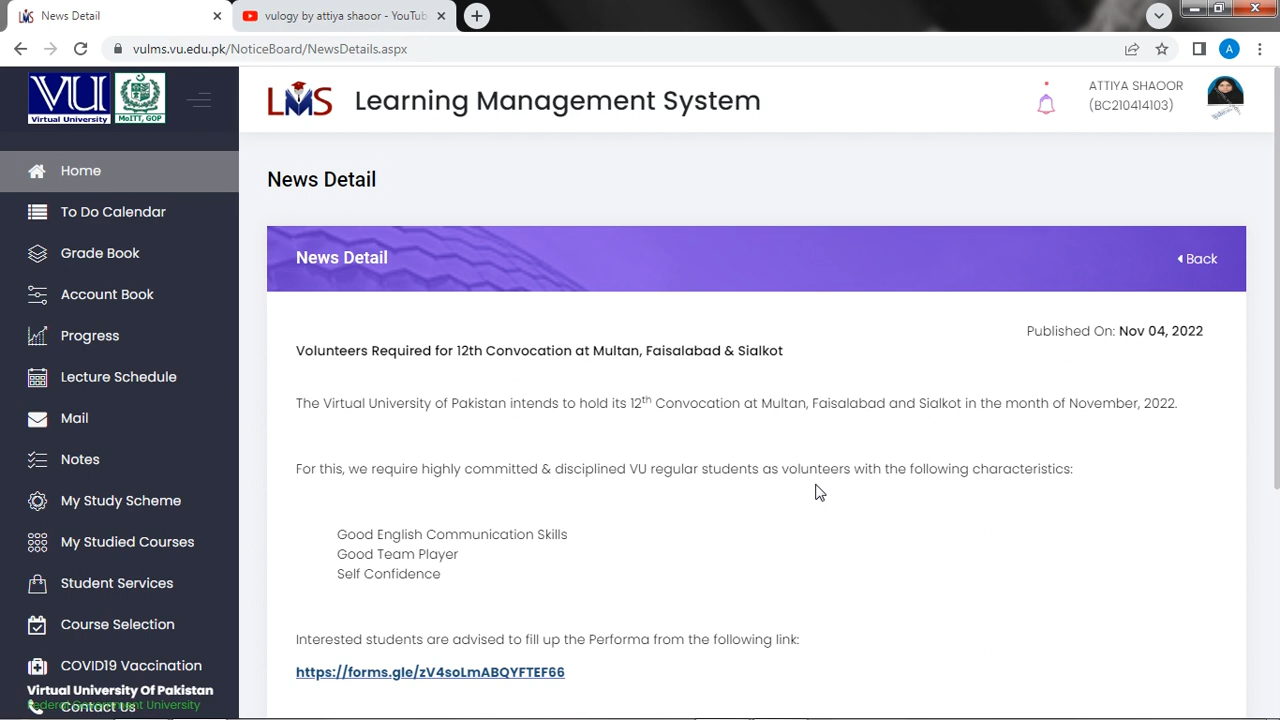 News Detail
vulogy by attiya shaoor - YouTub
vulms.vu.edu.pk/NoticeBoard/NewsDetails.aspx
A
VU
Virtual University
MoITT, GOP
LMS
Learning Management System
ATTIYA SHAOOR
(BC210414103)
Home
To Do Calendar
Grade Book
Account Book
Progress
Lecture Schedule
Mail
Notes
My Study Scheme
My Studied Courses
Student Services
Course Selection
COVID19 Vaccination
Virtual University Of Pakistan
Federal Government University
Contact Us
News Detail
News Detail
Back
Published On: Nov 04, 2022
Volunteers Required for 12th Convocation at Multan, Faisalabad & Sialkot
The Virtual University of Pakistan intends to hold its 12th Convocation at Multan, Faisalabad and Sialkot in the month of November, 2022.
For this, we require highly committed & disciplined VU regular students as volunteers with the following characteristics:
Good English Communication Skills
Good Team Player
Self Confidence
Interested students are advised to fill up the Performa from the following link:
https://forms.gle/zV4soLmABQYFTEF66